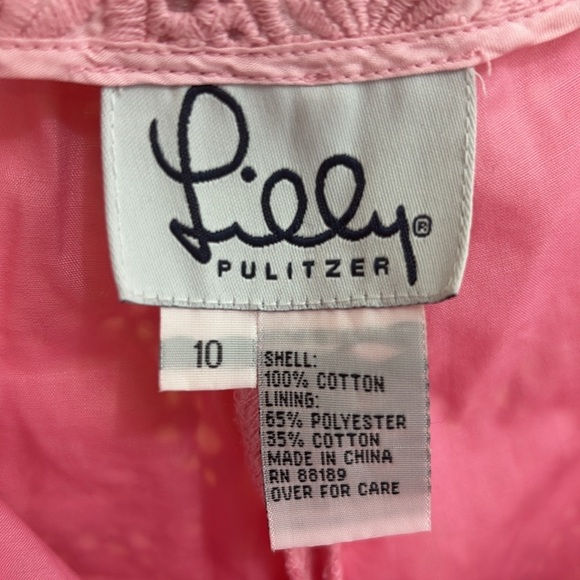 Lilly®
PULITZER
10
SHELL:
100% COTTON
LINING:
65% POLYESTER
35% COTTON
MADE IN CHINA
RN 88189
OVER FOR CARE